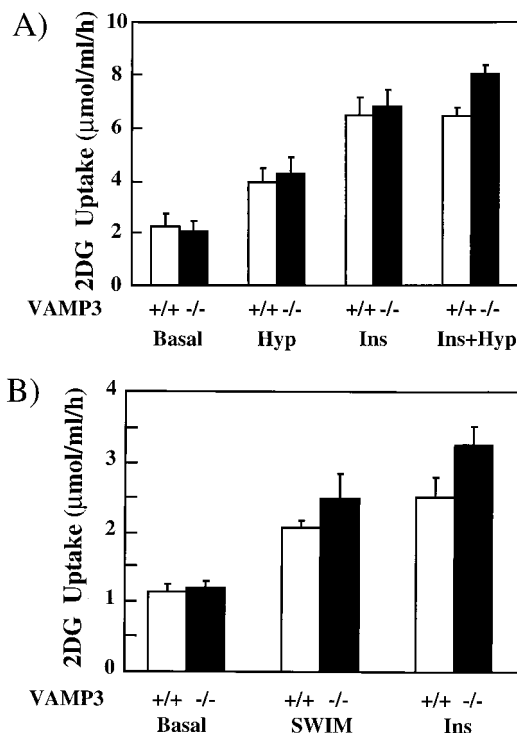 A)
2DG Uptake (μmol/ml/h)
10
8
6
4
2
0
VAMP3 +/+ -/- +/+ -/- +/+ -/- +/+ -/-
Basal Hyp Ins Ins+Hyp
B)
2DG Uptake (μmol/ml/h)
4
3
2
1
0
VAMP3 +/+ -/- +/+ -/- +/+ -/-
Basal SWIM Ins